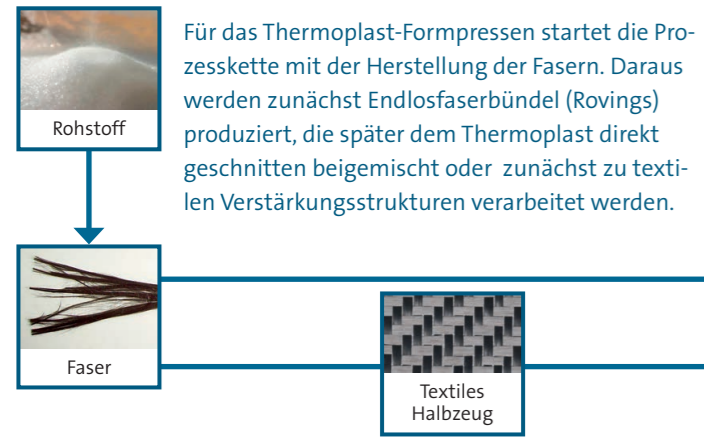 Für das Thermoplast-Formpressen startet die Pro-
zesskette mit der Herstellung der Fasern. Daraus
werden zunächst Endlosfaserbündel (Rovings)
produziert, die später dem Thermoplast direkt
geschnitten beigemischt oder zunächst zu texti-
len Verstärkungsstrukturen verarbeitet werden.
Rohstoff
Faser
Textiles
Halbzeug